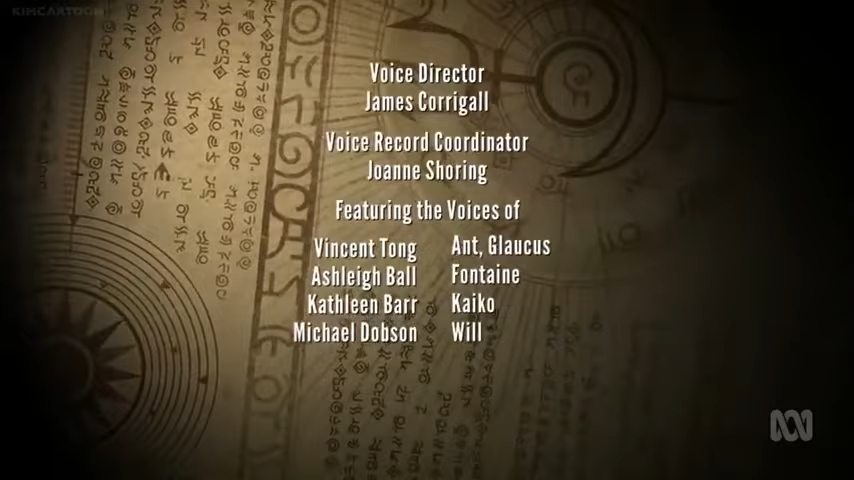 KIMCARTOON
Voice Director
James Corrigall
Voice Record Coordinator
Joanne Shoring
Featuring the Voices of
Vincent Tong Ant, Glaucus
Ashleigh Ball Fontaine
Kathleen Barr Kaiko
Michael Dobson Will